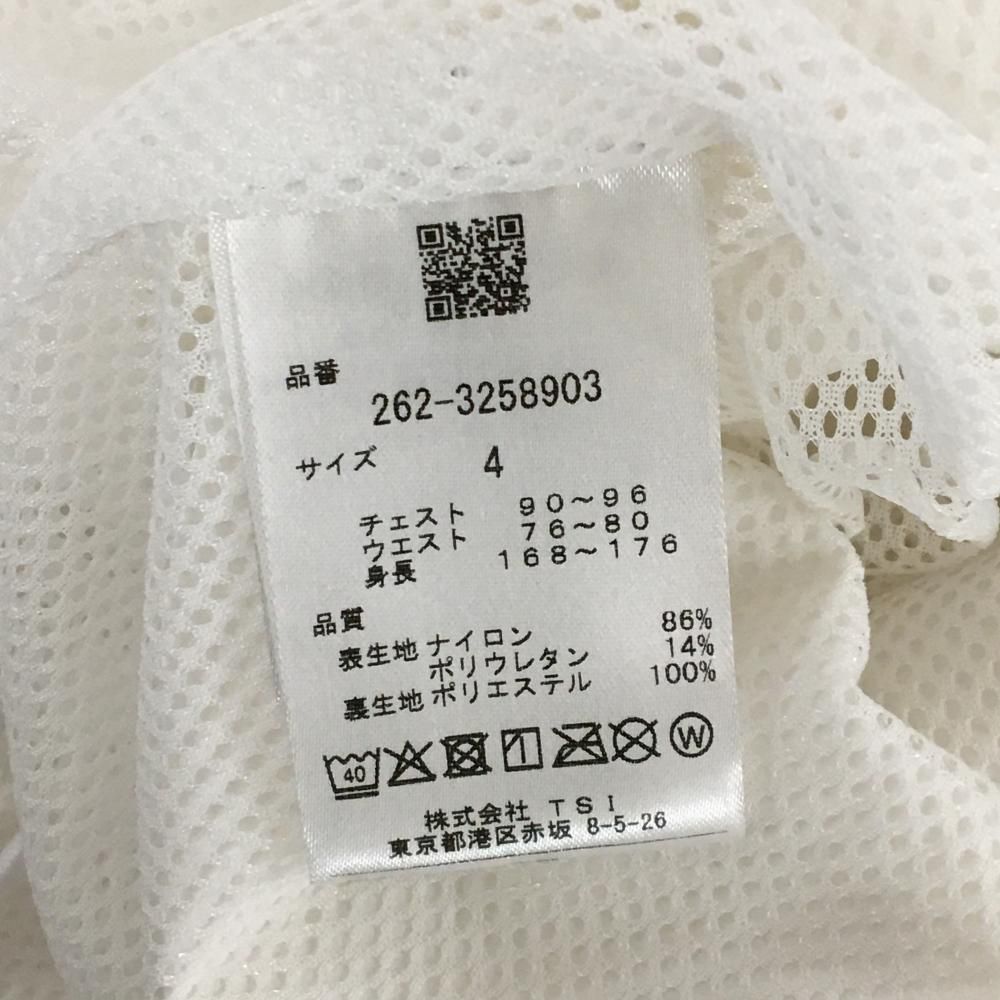 品番
262-3258903
サイズ 4
チェスト 90～96
ウエスト 76～80
身長 168～176
品質
表生地 ナイロン 86%
ポリウレタン 14%
裏生地 ポリエステル 100%
40 W
株式会社 TSI
東京都港区赤坂 8-5-26